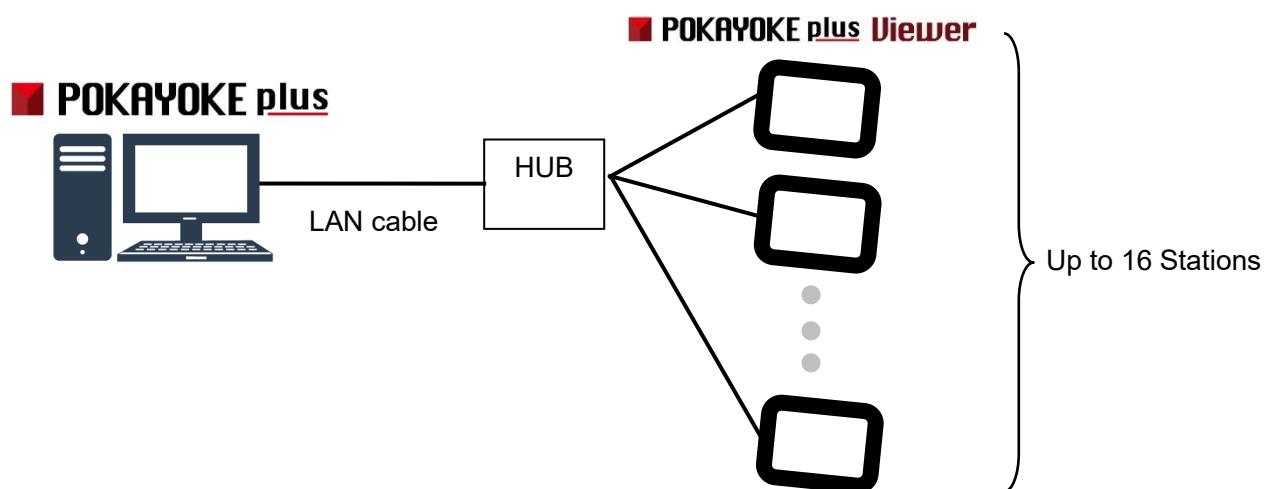 POKAYOKE plus Viewer
POKAYOKE plus
HUB
LAN cable
Up to 16 Stations